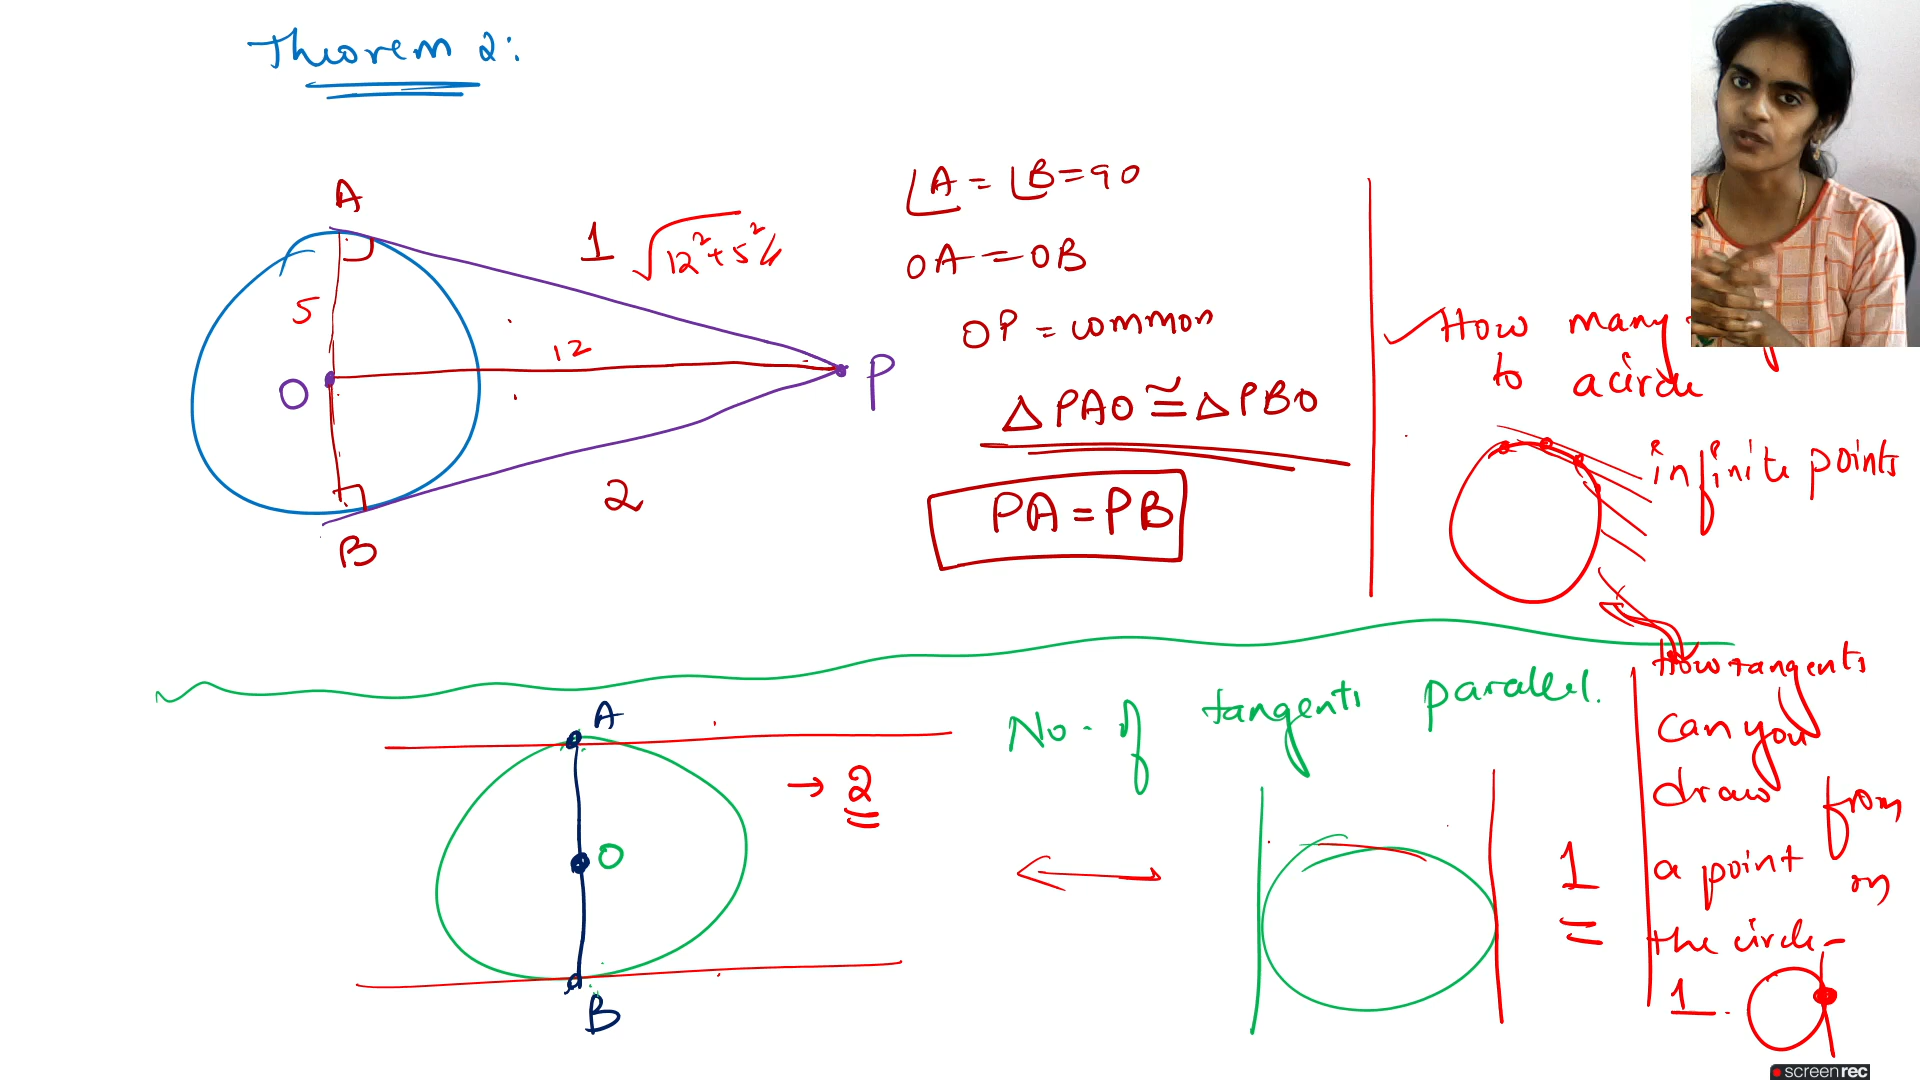 Theorem 2:
A
1
√12²+5²
5
12
O
P
2
B
∠A = ∠B = 90
OA = OB
OP = common
△PAO ≅ △PBO
PA = PB
How many
to a circle
infinite points
No. of tangents parallel.
A
→ 2
O
B
1
How tangents
can you
draw from
a point on
the circle-
1.
screenrec